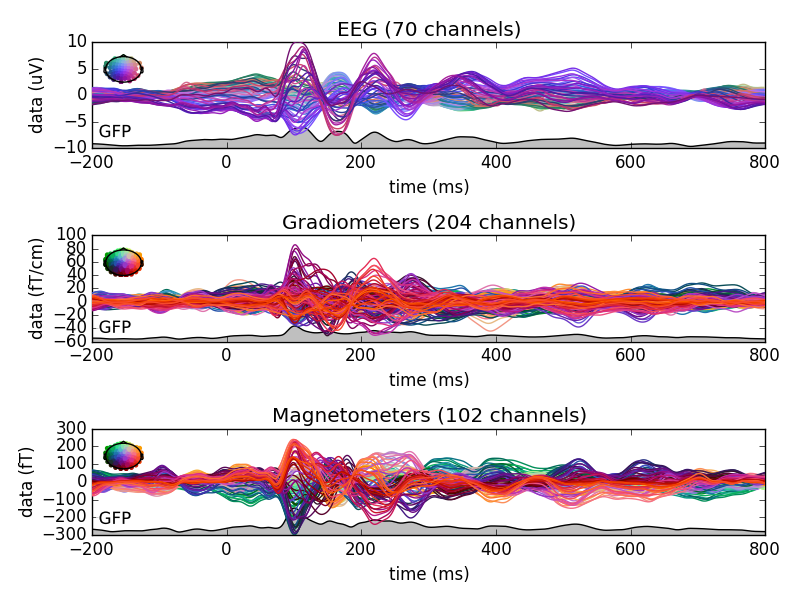 EEG (70 channels)
data (uV)
10
5
0
−5
−10
GFP
−200 0 200 400 600 800
time (ms)
Gradiometers (204 channels)
data (fT/cm)
100
80
60
40
20
0
−20
−40
−60
GFP
−200 0 200 400 600 800
time (ms)
Magnetometers (102 channels)
data (fT)
300
200
100
0
−100
−200
−300
GFP
−200 0 200 400 600 800
time (ms)